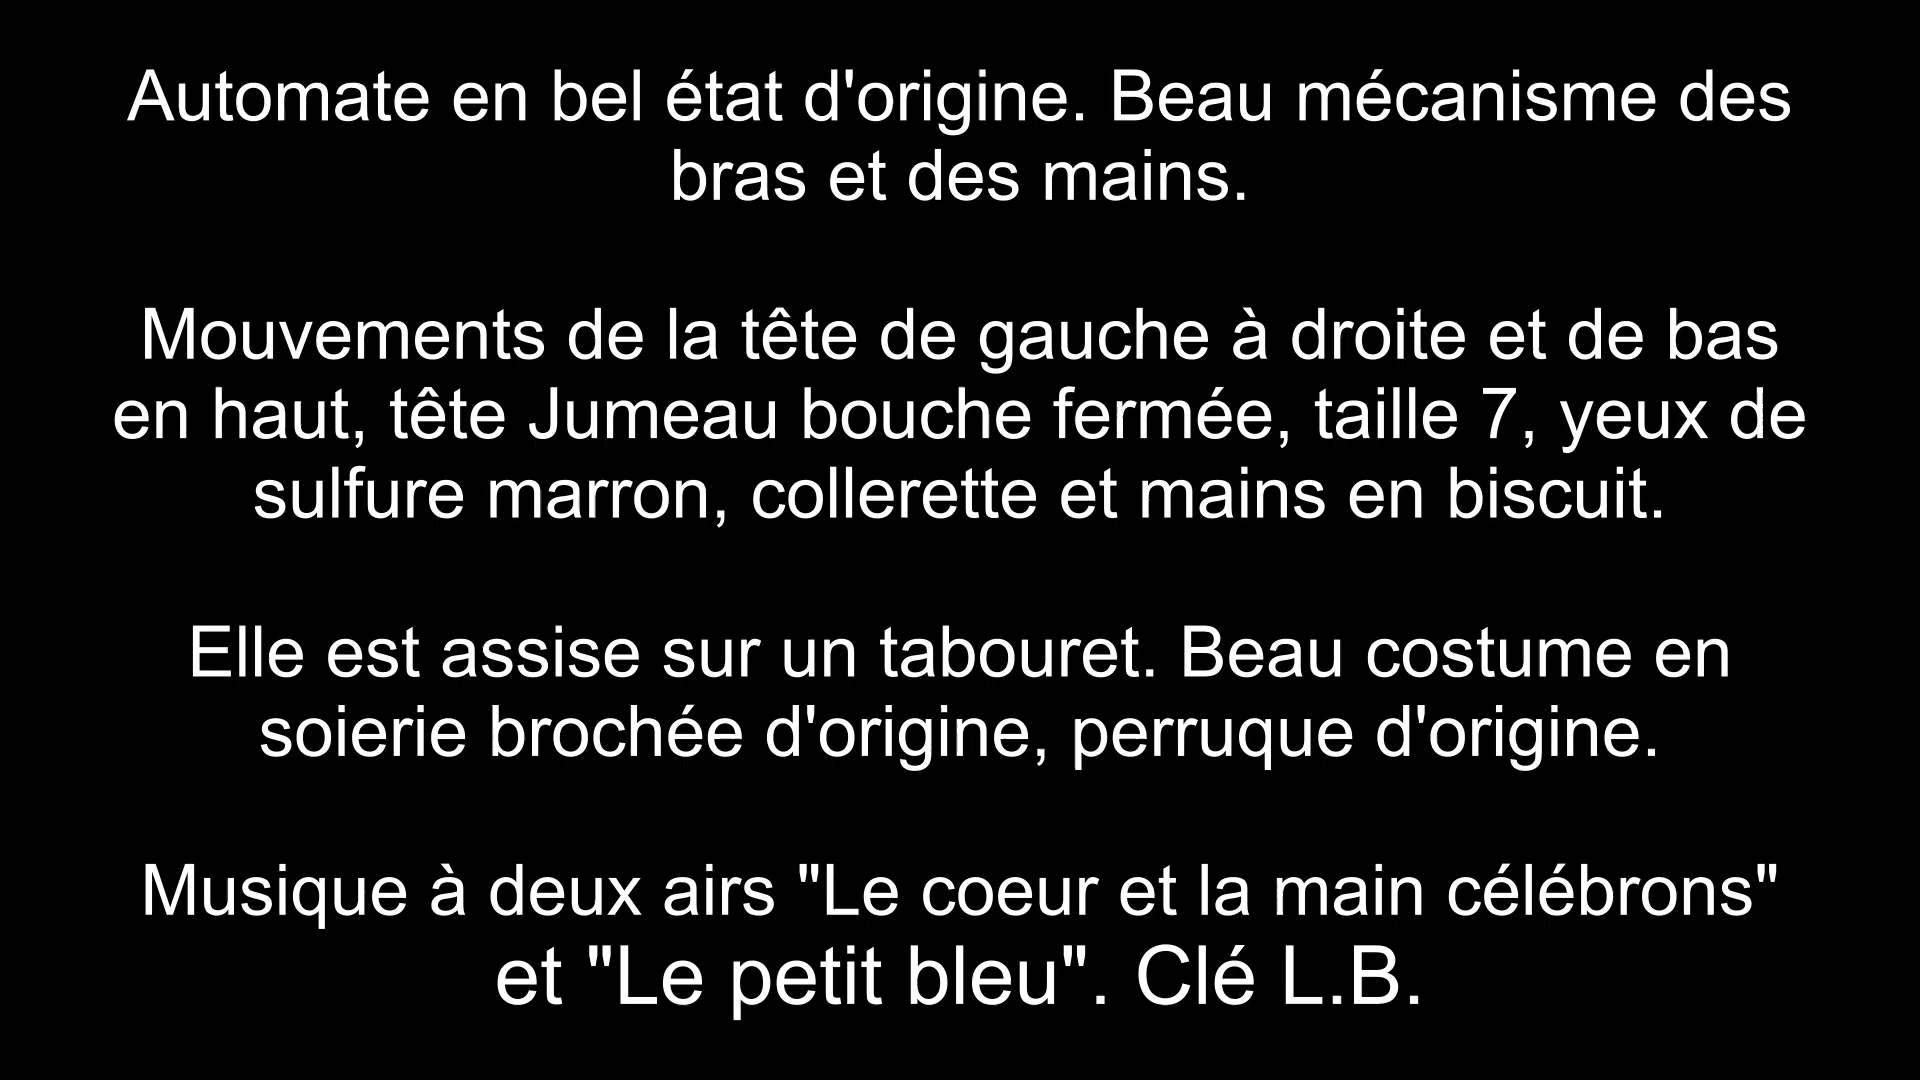 Automate en bel état d'origine. Beau mécanisme des
bras et des mains.
Mouvements de la tête de gauche à droite et de bas
en haut, tête Jumeau bouche fermée, taille 7, yeux de
sulfure marron, collerette et mains en biscuit.
Elle est assise sur un tabouret. Beau costume en
soierie brochée d'origine, perruque d'origine.
Musique à deux airs "Le coeur et la main célébrons"
et "Le petit bleu". Clé L.B.